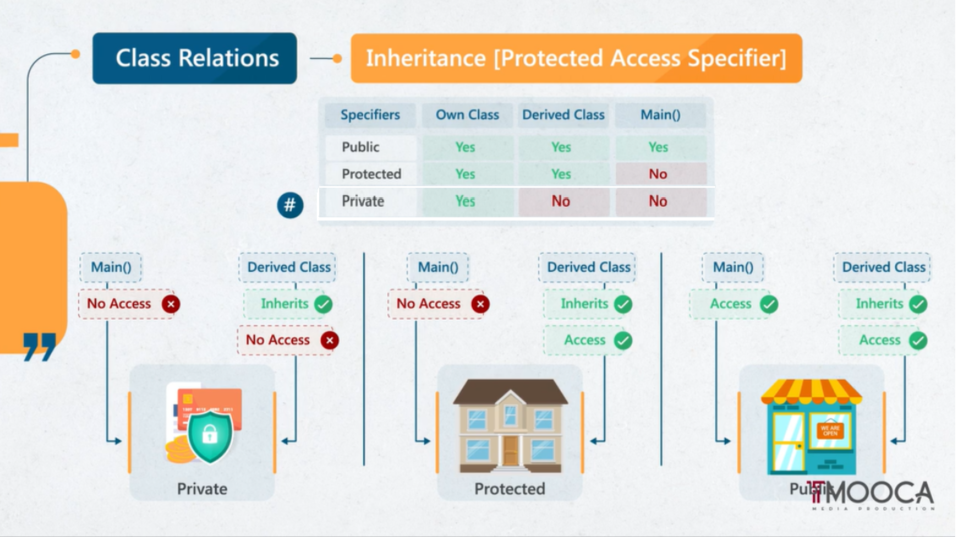 Class Relations
Inheritance [Protected Access Specifier]
Specifiers Own Class Derived Class Main()
Public Yes Yes Yes
Protected Yes Yes No
# Private Yes No No
Main() Derived Class Main() Derived Class Main() Derived Class
No Access Inherits No Access Inherits Access Inherits
No Access Access Access
WE ARE
OPEN
Private Protected Public
MOOCA
MEDIA PRODUCTION